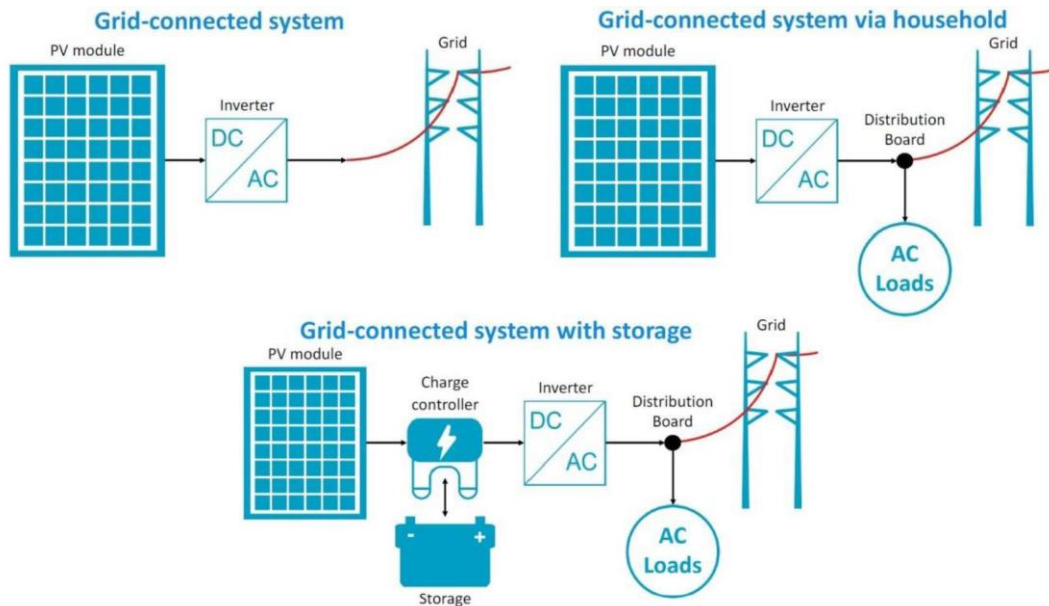 Grid-connected system
PV module
Inverter
DC
AC
Grid
Grid-connected system via household
PV module
Inverter
DC
AC
Distribution
Board
Grid
AC
Loads
Grid-connected system with storage
PV module
Charge
controller
Inverter
DC
AC
Distribution
Board
Grid
- +
Storage
AC
Loads